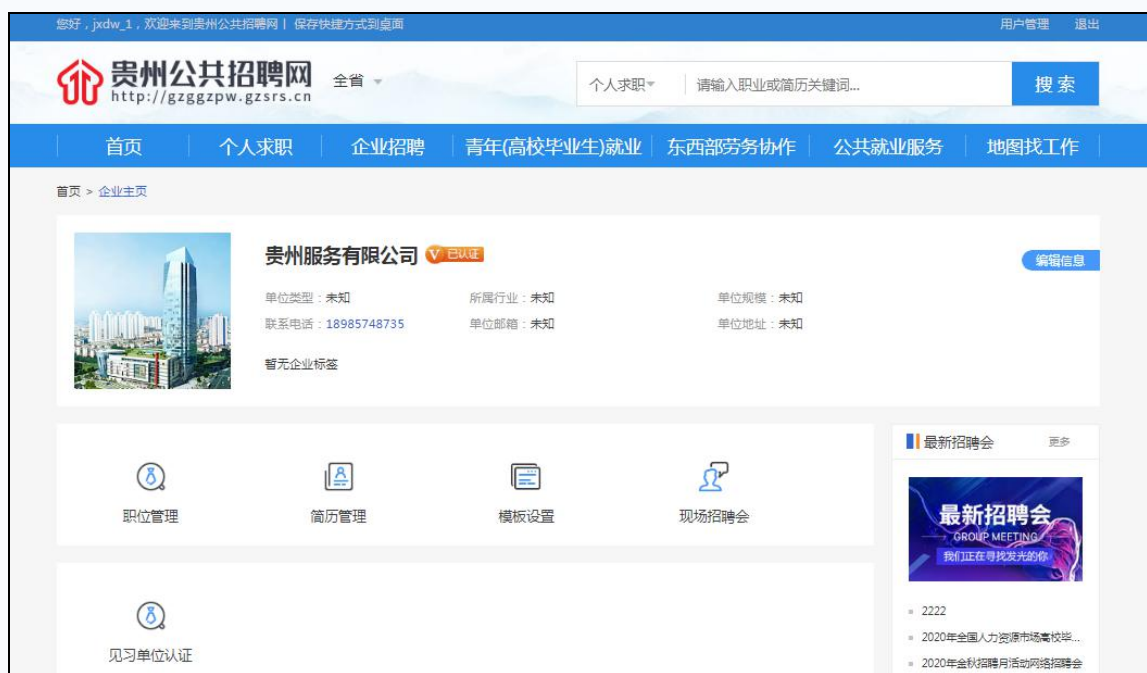 您好，jxdw_1，欢迎来到贵州公共招聘网丨 保存快捷方式到桌面 用户管理 退出
贵州公共招聘网 全省
http://gzggzpw.gzsrs.cn
个人求职 请输入职业或简历关键词... 搜 索
首页 个人求职 企业招聘 青年(高校毕业生)就业 东西部劳务协作 公共就业服务 地图找工作
首页 > 企业主页
贵州服务有限公司 V 已认证 编辑信息
单位类型：未知 所属行业：未知 单位规模：未知
联系电话：18985748735 单位邮箱：未知 单位地址：未知
暂无企业标签
最新招聘会 更多
职位管理 简历管理 模板设置 现场招聘会
最新招聘会
GROUP MEETING
我们正在寻找发光的你
见习单位认证
2222
2020年全国人力资源市场高校毕...
2020年金秋招聘月活动网络招聘会